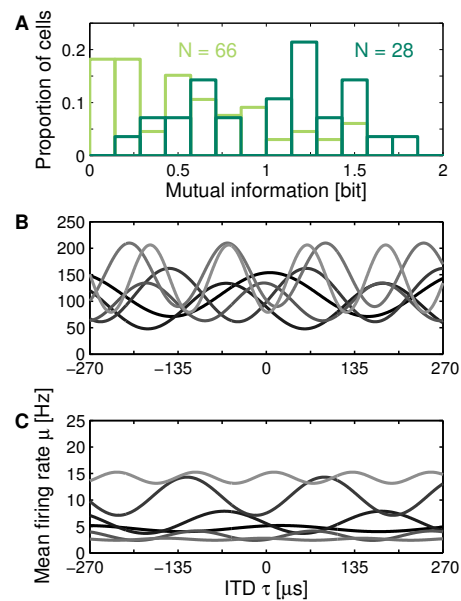 A
Proportion of cells
0.2
0.1
0
N = 66
N = 28
0 0.5 1 1.5 2
Mutual information [bit]
B
250
200
150
100
50
0
−270 −135 0 135 270
C
Mean firing rate μ [Hz]
25
20
15
10
5
0
−270 −135 0 135 270
ITD τ [μs]